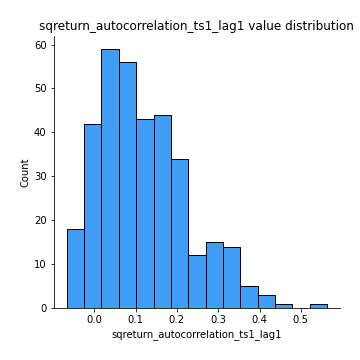 sqreturn_autocorrelation_ts1_lag1 value distribution
60
50
40
30
20
10
0
Count
0.0 0.1 0.2 0.3 0.4 0.5
sqreturn_autocorrelation_ts1_lag1